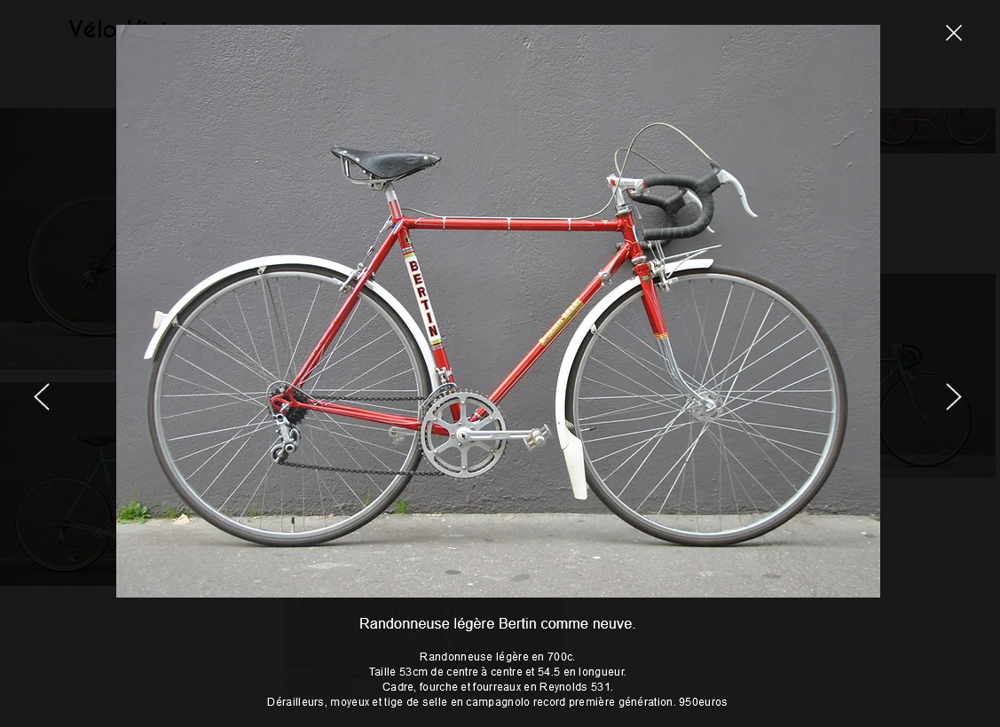 Vélo
BERTIN
Randonneuse légère Bertin comme neuve.
Randonneuse légère en 700c.
Taille 53cm de centre à centre et 54.5 en longueur.
Cadre, fourche et fourreaux en Reynolds 531.
Dérailleurs, moyeux et tige de selle en campagnolo record première génération. 950euros